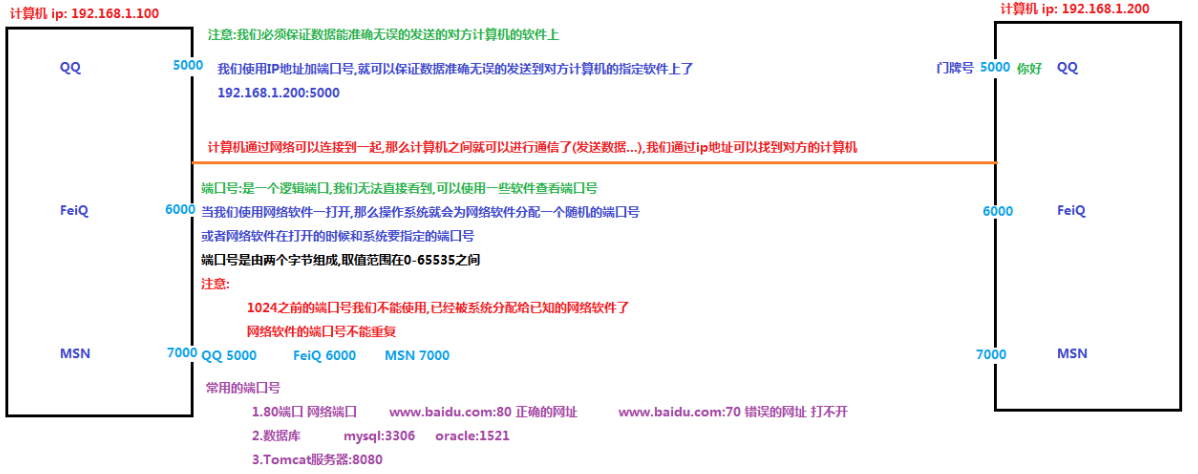 计算机 ip: 192.168.1.100
计算机 ip: 192.168.1.200
注意:我们必须保证数据能准确无误的发送的对方计算机的软件上
QQ 5000 我们使用IP地址加端口号,就可以保证数据准确无误的发送到对方计算机的指定软件上了 门牌号 5000 你好 QQ
192.168.1.200:5000
计算机通过网络可以连接到一起,那么计算机之间就可以进行通信了(发送数据...),我们通过ip地址可以找到对方的计算机
端口号:是一个逻辑端口,我们无法直接看到,可以使用一些软件查看端口号
FeiQ 6000 当我们使用网络软件一打开,那么操作系统就会为网络软件分配一个随机的端口号 6000 FeiQ
或者网络软件在打开的时候和系统要指定的端口号
端口号是由两个字节组成,取值范围在0-65535之间
注意:
1024之前的端口号我们不能使用,已经被系统分配给已知的网络软件了
网络软件的端口号不能重复
MSN 7000 QQ 5000 FeiQ 6000 MSN 7000 7000 MSN
常用的端口号
1.80端口 网络端口 www.baidu.com:80 正确的网址 www.baidu.com:70 错误的网址 打不开
2.数据库 mysql:3306 oracle:1521
3.Tomcat服务器:8080